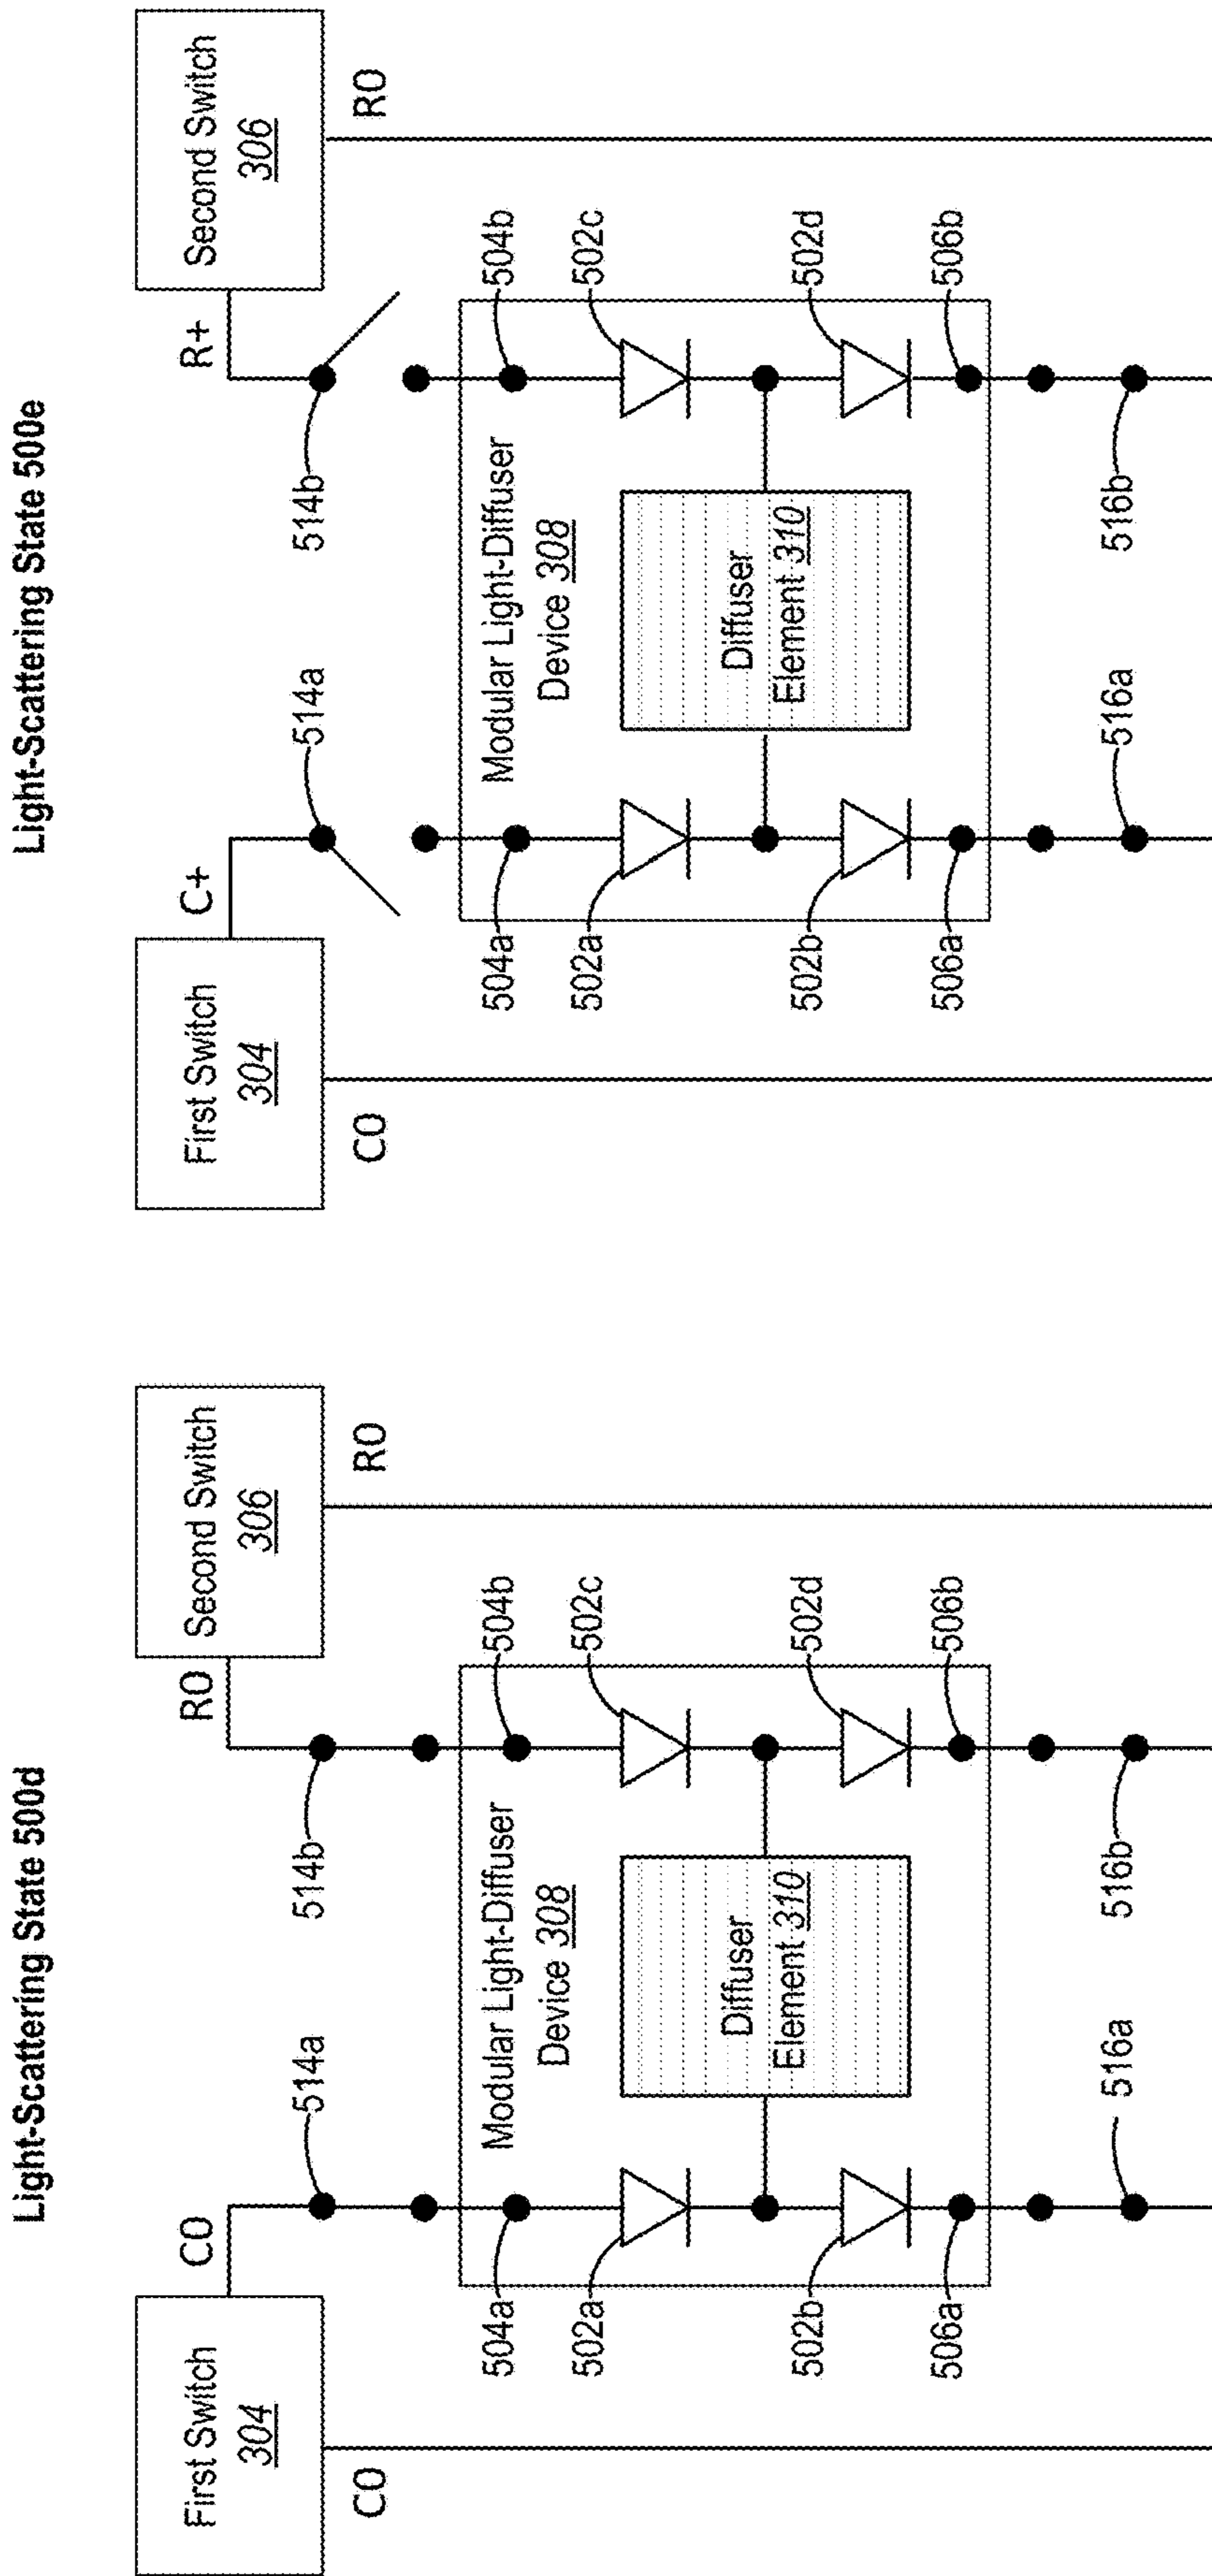 Light-Scattering State 500d
First Switch
304
CO
CO
RO
Second Switch
306
RO
514a
514b
504a
504b
Modular Light-Diffuser
Device 308
502a
502c
Diffuser
Element 310
502b
502d
506a
506b
516a
516b
Light-Scattering State 500e
First Switch
304
CO
C+
R+
Second Switch
306
RO
514a
514b
504a
504b
Modular Light-Diffuser
Device 308
502a
502c
Diffuser
Element 310
502b
502d
506a
506b
516a
516b